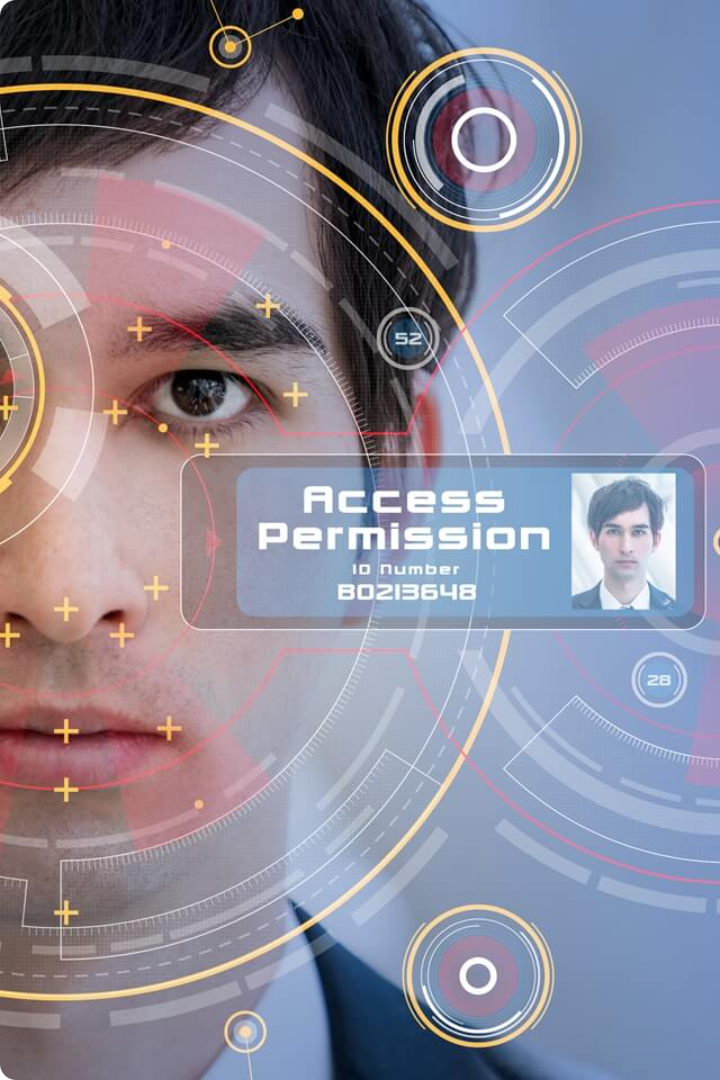 52
Access
Permission
ID Number
B0213648
28